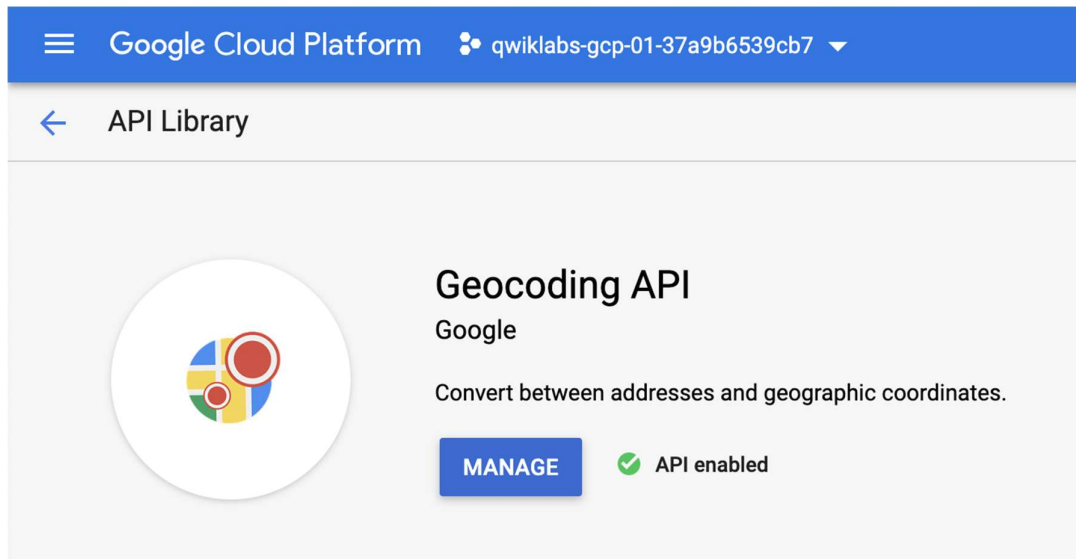 Google Cloud Platform qwiklabs-gcp-01-37a9b6539cb7
API Library
Geocoding API
Google
Convert between addresses and geographic coordinates.
MANAGE API enabled